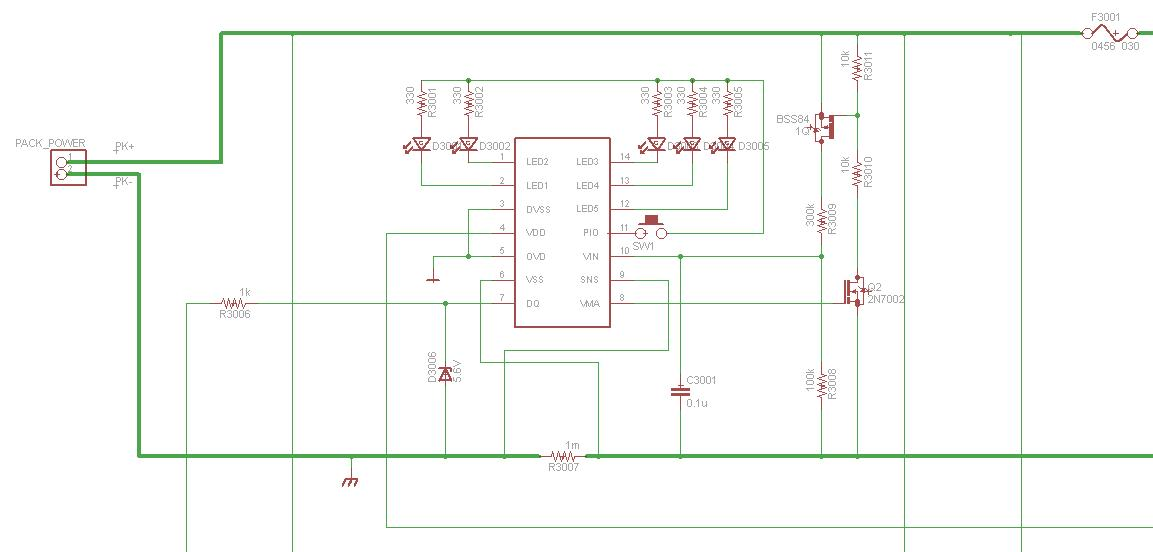 F3001
0456 030
10k
R3011
330
R3001
330
R3002
330
R3003
330
R3004
330
R3005
BSS84
1Q
PACK_POWER
PK+
PK-
1
2
D3002
D3005
1 LED2 LED3 14
2 LED1 LED4 13
3 DVSS LED5 12
4 VDD PIO 11
5 OVD VIN 10
6 VSS SNS 9
7 DQ VMA 8
SW1
10k
R3010
300k
R3009
1k
R3006
Q2
2N7002
D3006
5.6V
C3001
0.1u
100k
R3008
1m
R3007